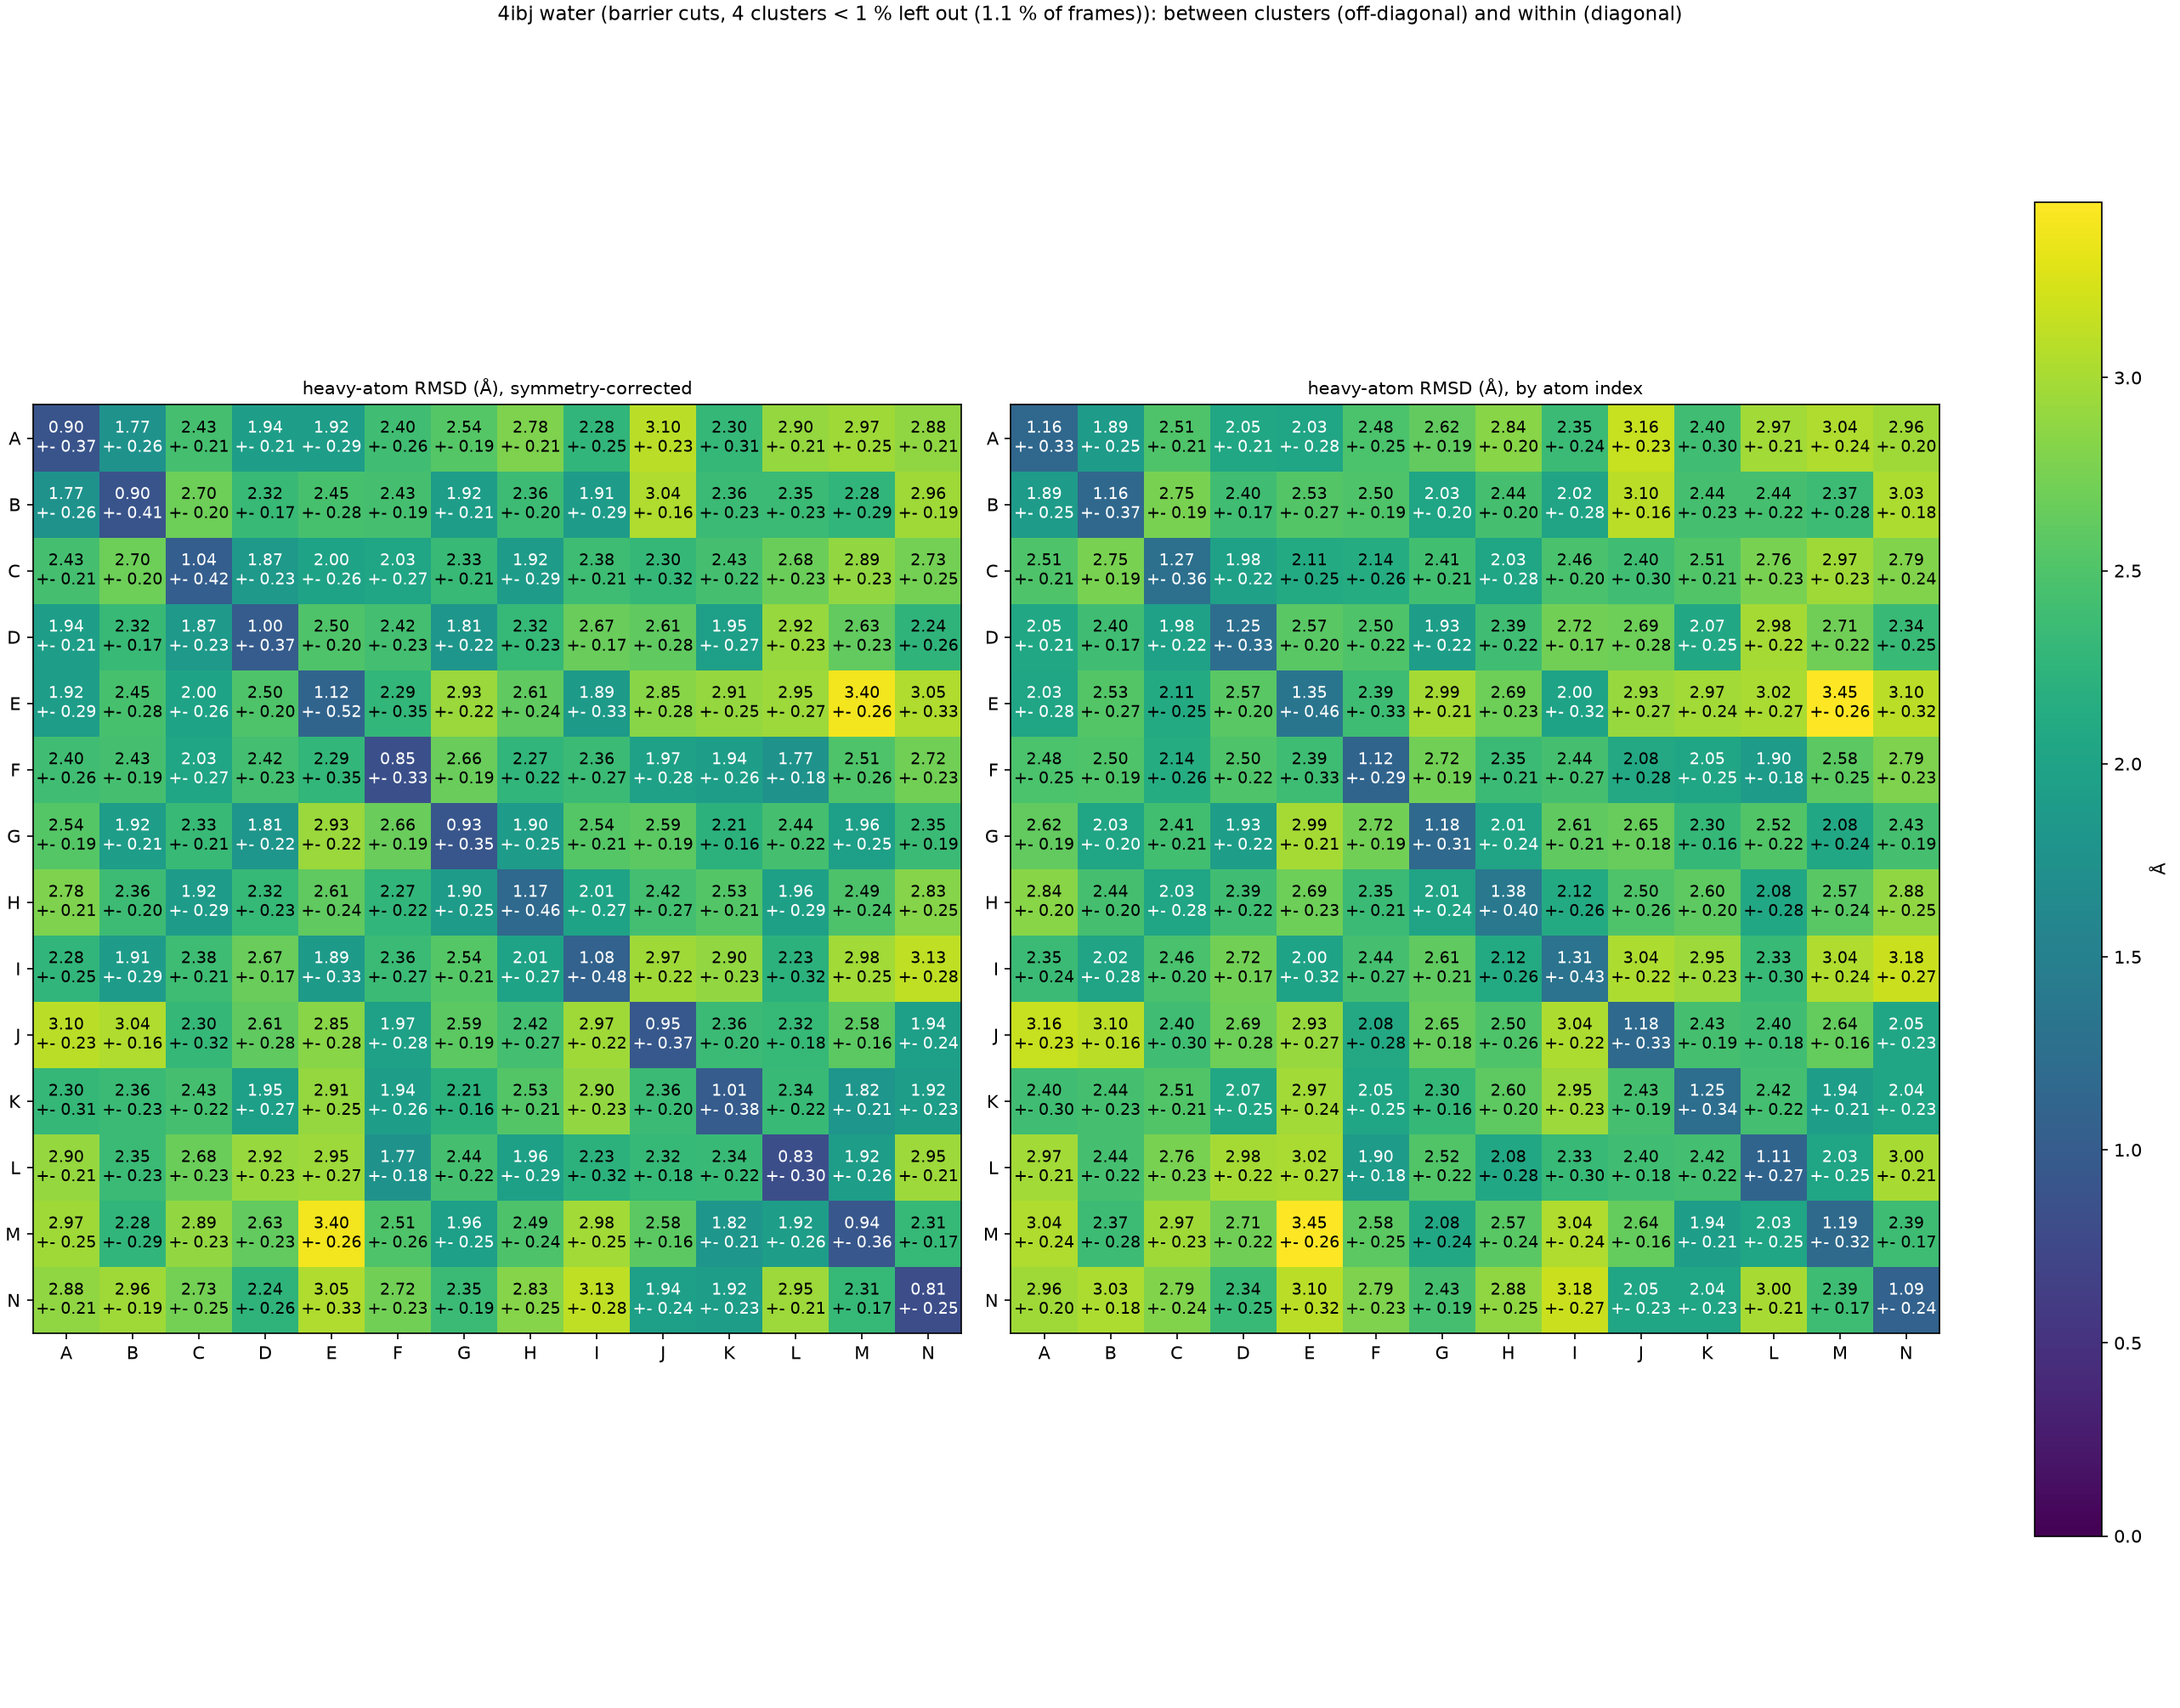 4ibj water (barrier cuts, 4 clusters < 1 % left out (1.1 % of frames)): between clusters (off-diagonal) and within (diagonal)
heavy-atom RMSD (Å), symmetry-corrected
A 0.90 1.77 2.43 1.94 1.92 2.40 2.54 2.78 2.28 3.10 2.30 2.90 2.97 2.88
+- 0.37 +- 0.26 +- 0.21 +- 0.21 +- 0.29 +- 0.26 +- 0.19 +- 0.21 +- 0.25 +- 0.23 +- 0.31 +- 0.21 +- 0.25 +- 0.21
B 1.77 0.90 2.70 2.32 2.45 2.43 1.92 2.36 1.91 3.04 2.36 2.35 2.28 2.96
+- 0.26 +- 0.41 +- 0.20 +- 0.17 +- 0.28 +- 0.19 +- 0.21 +- 0.20 +- 0.29 +- 0.16 +- 0.23 +- 0.23 +- 0.29 +- 0.19
C 2.43 2.70 1.04 1.87 2.00 2.03 2.33 1.92 2.38 2.30 2.43 2.68 2.89 2.73
+- 0.21 +- 0.20 +- 0.42 +- 0.23 +- 0.26 +- 0.27 +- 0.21 +- 0.29 +- 0.21 +- 0.32 +- 0.22 +- 0.23 +- 0.23 +- 0.25
D 1.94 2.32 1.87 1.00 2.50 2.42 1.81 2.32 2.67 2.61 1.95 2.92 2.63 2.24
+- 0.21 +- 0.17 +- 0.23 +- 0.37 +- 0.20 +- 0.23 +- 0.22 +- 0.23 +- 0.17 +- 0.28 +- 0.27 +- 0.23 +- 0.23 +- 0.26
E 1.92 2.45 2.00 2.50 1.12 2.29 2.93 2.61 1.89 2.85 2.91 2.95 3.40 3.05
+- 0.29 +- 0.28 +- 0.26 +- 0.20 +- 0.52 +- 0.35 +- 0.22 +- 0.24 +- 0.33 +- 0.28 +- 0.25 +- 0.27 +- 0.26 +- 0.33
F 2.40 2.43 2.03 2.42 2.29 0.85 2.66 2.27 2.36 1.97 1.94 1.77 2.51 2.72
+- 0.26 +- 0.19 +- 0.27 +- 0.23 +- 0.35 +- 0.33 +- 0.19 +- 0.22 +- 0.27 +- 0.28 +- 0.26 +- 0.18 +- 0.26 +- 0.23
G 2.54 1.92 2.33 1.81 2.93 2.66 0.93 1.90 2.54 2.59 2.21 2.44 1.96 2.35
+- 0.19 +- 0.21 +- 0.21 +- 0.22 +- 0.22 +- 0.19 +- 0.35 +- 0.25 +- 0.21 +- 0.19 +- 0.16 +- 0.22 +- 0.25 +- 0.19
H 2.78 2.36 1.92 2.32 2.61 2.27 1.90 1.17 2.01 2.42 2.53 1.96 2.49 2.83
+- 0.21 +- 0.20 +- 0.29 +- 0.23 +- 0.24 +- 0.22 +- 0.25 +- 0.46 +- 0.27 +- 0.27 +- 0.21 +- 0.29 +- 0.24 +- 0.25
I 2.28 1.91 2.38 2.67 1.89 2.36 2.54 2.01 1.08 2.97 2.90 2.23 2.98 3.13
+- 0.25 +- 0.29 +- 0.21 +- 0.17 +- 0.33 +- 0.27 +- 0.21 +- 0.27 +- 0.48 +- 0.22 +- 0.23 +- 0.32 +- 0.25 +- 0.28
J 3.10 3.04 2.30 2.61 2.85 1.97 2.59 2.42 2.97 0.95 2.36 2.32 2.58 1.94
+- 0.23 +- 0.16 +- 0.32 +- 0.28 +- 0.28 +- 0.28 +- 0.19 +- 0.27 +- 0.22 +- 0.37 +- 0.20 +- 0.18 +- 0.16 +- 0.24
K 2.30 2.36 2.43 1.95 2.91 1.94 2.21 2.53 2.90 2.36 1.01 2.34 1.82 1.92
+- 0.31 +- 0.23 +- 0.22 +- 0.27 +- 0.25 +- 0.26 +- 0.16 +- 0.21 +- 0.23 +- 0.20 +- 0.38 +- 0.22 +- 0.21 +- 0.23
L 2.90 2.35 2.68 2.92 2.95 1.77 2.44 1.96 2.23 2.32 2.34 0.83 1.92 2.95
+- 0.21 +- 0.23 +- 0.23 +- 0.23 +- 0.27 +- 0.18 +- 0.22 +- 0.29 +- 0.32 +- 0.18 +- 0.22 +- 0.30 +- 0.26 +- 0.21
M 2.97 2.28 2.89 2.63 3.40 2.51 1.96 2.49 2.98 2.58 1.82 1.92 0.94 2.31
+- 0.25 +- 0.29 +- 0.23 +- 0.23 +- 0.26 +- 0.26 +- 0.25 +- 0.24 +- 0.25 +- 0.16 +- 0.21 +- 0.26 +- 0.36 +- 0.17
N 2.88 2.96 2.73 2.24 3.05 2.72 2.35 2.83 3.13 1.94 1.92 2.95 2.31 0.81
+- 0.21 +- 0.19 +- 0.25 +- 0.26 +- 0.33 +- 0.23 +- 0.19 +- 0.25 +- 0.28 +- 0.24 +- 0.23 +- 0.21 +- 0.17 +- 0.25
A B C D E F G H I J K L M N
heavy-atom RMSD (Å), by atom index
A 1.16 1.89 2.51 2.05 2.03 2.48 2.62 2.84 2.35 3.16 2.40 2.97 3.04 2.96
+- 0.33 +- 0.25 +- 0.21 +- 0.21 +- 0.28 +- 0.25 +- 0.19 +- 0.20 +- 0.24 +- 0.23 +- 0.30 +- 0.21 +- 0.24 +- 0.20
B 1.89 1.16 2.75 2.40 2.53 2.50 2.03 2.44 2.02 3.10 2.44 2.44 2.37 3.03
+- 0.25 +- 0.37 +- 0.19 +- 0.17 +- 0.27 +- 0.19 +- 0.20 +- 0.20 +- 0.28 +- 0.16 +- 0.23 +- 0.22 +- 0.28 +- 0.18
C 2.51 2.75 1.27 1.98 2.11 2.14 2.41 2.03 2.46 2.40 2.51 2.76 2.97 2.79
+- 0.21 +- 0.19 +- 0.36 +- 0.22 +- 0.25 +- 0.26 +- 0.21 +- 0.28 +- 0.20 +- 0.30 +- 0.21 +- 0.23 +- 0.23 +- 0.24
D 2.05 2.40 1.98 1.25 2.57 2.50 1.93 2.39 2.72 2.69 2.07 2.98 2.71 2.34
+- 0.21 +- 0.17 +- 0.22 +- 0.33 +- 0.20 +- 0.22 +- 0.22 +- 0.22 +- 0.17 +- 0.28 +- 0.25 +- 0.22 +- 0.22 +- 0.25
E 2.03 2.53 2.11 2.57 1.35 2.39 2.99 2.69 2.00 2.93 2.97 3.02 3.45 3.10
+- 0.28 +- 0.27 +- 0.25 +- 0.20 +- 0.46 +- 0.33 +- 0.21 +- 0.23 +- 0.32 +- 0.27 +- 0.24 +- 0.27 +- 0.26 +- 0.32
F 2.48 2.50 2.14 2.50 2.39 1.12 2.72 2.35 2.44 2.08 2.05 1.90 2.58 2.79
+- 0.25 +- 0.19 +- 0.26 +- 0.22 +- 0.33 +- 0.29 +- 0.19 +- 0.21 +- 0.27 +- 0.28 +- 0.25 +- 0.18 +- 0.25 +- 0.23
G 2.62 2.03 2.41 1.93 2.99 2.72 1.18 2.01 2.61 2.65 2.30 2.52 2.08 2.43
+- 0.19 +- 0.20 +- 0.21 +- 0.22 +- 0.21 +- 0.19 +- 0.31 +- 0.24 +- 0.21 +- 0.18 +- 0.16 +- 0.22 +- 0.24 +- 0.19
H 2.84 2.44 2.03 2.39 2.69 2.35 2.01 1.38 2.12 2.50 2.60 2.08 2.57 2.88
+- 0.20 +- 0.20 +- 0.28 +- 0.22 +- 0.23 +- 0.21 +- 0.24 +- 0.40 +- 0.26 +- 0.26 +- 0.20 +- 0.28 +- 0.24 +- 0.25
I 2.35 2.02 2.46 2.72 2.00 2.44 2.61 2.12 1.31 3.04 2.95 2.33 3.04 3.18
+- 0.24 +- 0.28 +- 0.20 +- 0.17 +- 0.32 +- 0.27 +- 0.21 +- 0.26 +- 0.43 +- 0.22 +- 0.23 +- 0.30 +- 0.24 +- 0.27
J 3.16 3.10 2.40 2.69 2.93 2.08 2.65 2.50 3.04 1.18 2.43 2.40 2.64 2.05
+- 0.23 +- 0.16 +- 0.30 +- 0.28 +- 0.27 +- 0.28 +- 0.18 +- 0.26 +- 0.22 +- 0.33 +- 0.19 +- 0.18 +- 0.16 +- 0.23
K 2.40 2.44 2.51 2.07 2.97 2.05 2.30 2.60 2.95 2.43 1.25 2.42 1.94 2.04
+- 0.30 +- 0.23 +- 0.21 +- 0.25 +- 0.24 +- 0.25 +- 0.16 +- 0.20 +- 0.23 +- 0.19 +- 0.34 +- 0.22 +- 0.21 +- 0.23
L 2.97 2.44 2.76 2.98 3.02 1.90 2.52 2.08 2.33 2.40 2.42 1.11 2.03 3.00
+- 0.21 +- 0.22 +- 0.23 +- 0.22 +- 0.27 +- 0.18 +- 0.22 +- 0.28 +- 0.30 +- 0.18 +- 0.22 +- 0.27 +- 0.25 +- 0.21
M 3.04 2.37 2.97 2.71 3.45 2.58 2.08 2.57 3.04 2.64 1.94 2.03 1.19 2.39
+- 0.24 +- 0.28 +- 0.23 +- 0.22 +- 0.26 +- 0.25 +- 0.24 +- 0.24 +- 0.24 +- 0.16 +- 0.21 +- 0.25 +- 0.32 +- 0.17
N 2.96 3.03 2.79 2.34 3.10 2.79 2.43 2.88 3.18 2.05 2.04 3.00 2.39 1.09
+- 0.20 +- 0.18 +- 0.24 +- 0.25 +- 0.32 +- 0.23 +- 0.19 +- 0.25 +- 0.27 +- 0.23 +- 0.23 +- 0.21 +- 0.17 +- 0.24
A B C D E F G H I J K L M N
3.0
2.5
2.0
1.5
1.0
0.5
0.0
Å